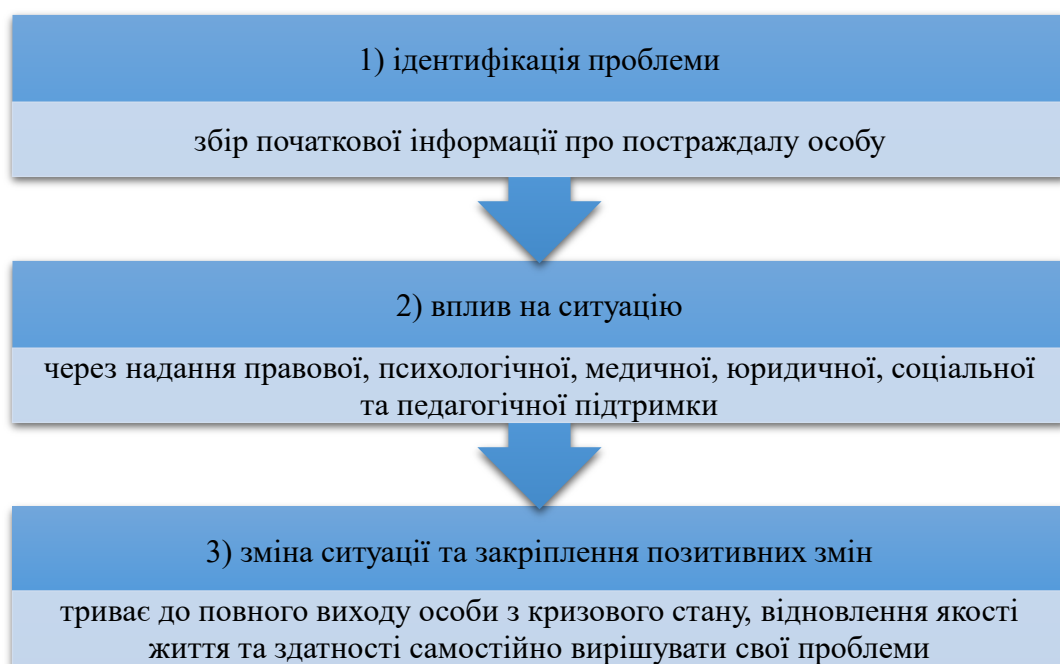 1) ідентифікація проблеми
збір початкової інформації про постраждалу особу
2) вплив на ситуацію
через надання правової, психологічної, медичної, юридичної, соціальної
та педагогічної підтримки
3) зміна ситуації та закріплення позитивних змін
триває до повного виходу особи з кризового стану, відновлення якості
життя та здатності самостійно вирішувати свої проблеми